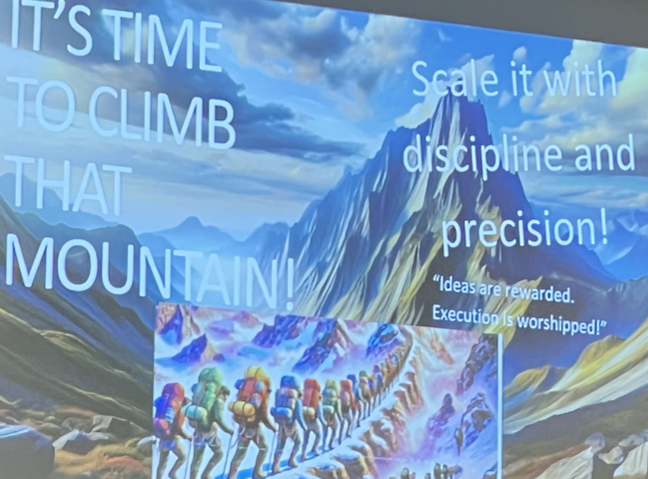 IT'S TIME
TO CLIMB
THAT
MOUNTAIN!
Scale it with
discipline and
precision!
"Ideas are rewarded.
Execution is worshipped!"